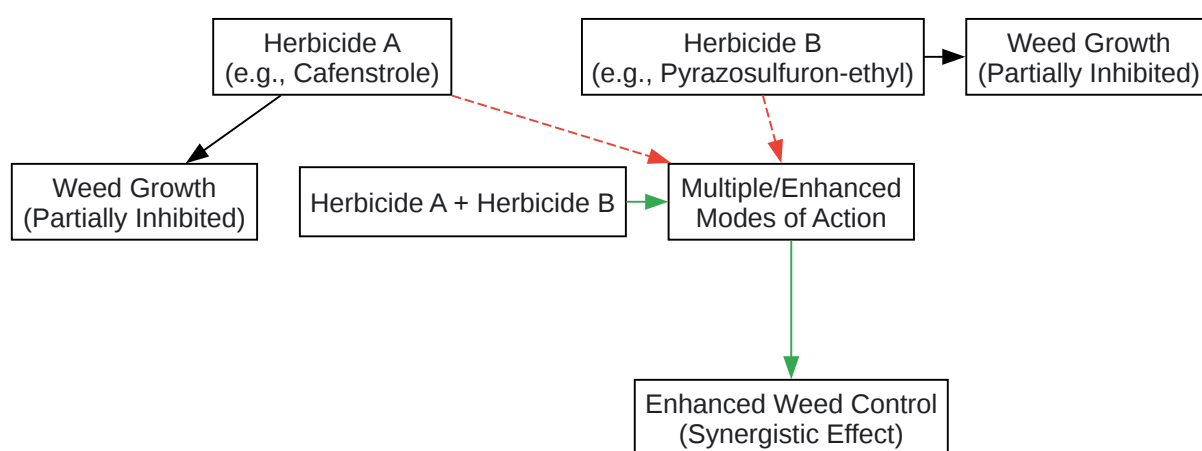 Herbicide A
(e.g., Cafenstrole)
Herbicide B
(e.g., Pyrazosulfuron-ethyl)
Weed Growth
(Partially Inhibited)
Weed Growth
(Partially Inhibited)
Herbicide A + Herbicide B
Multiple/Enhanced
Modes of Action
Enhanced Weed Control
(Synergistic Effect)